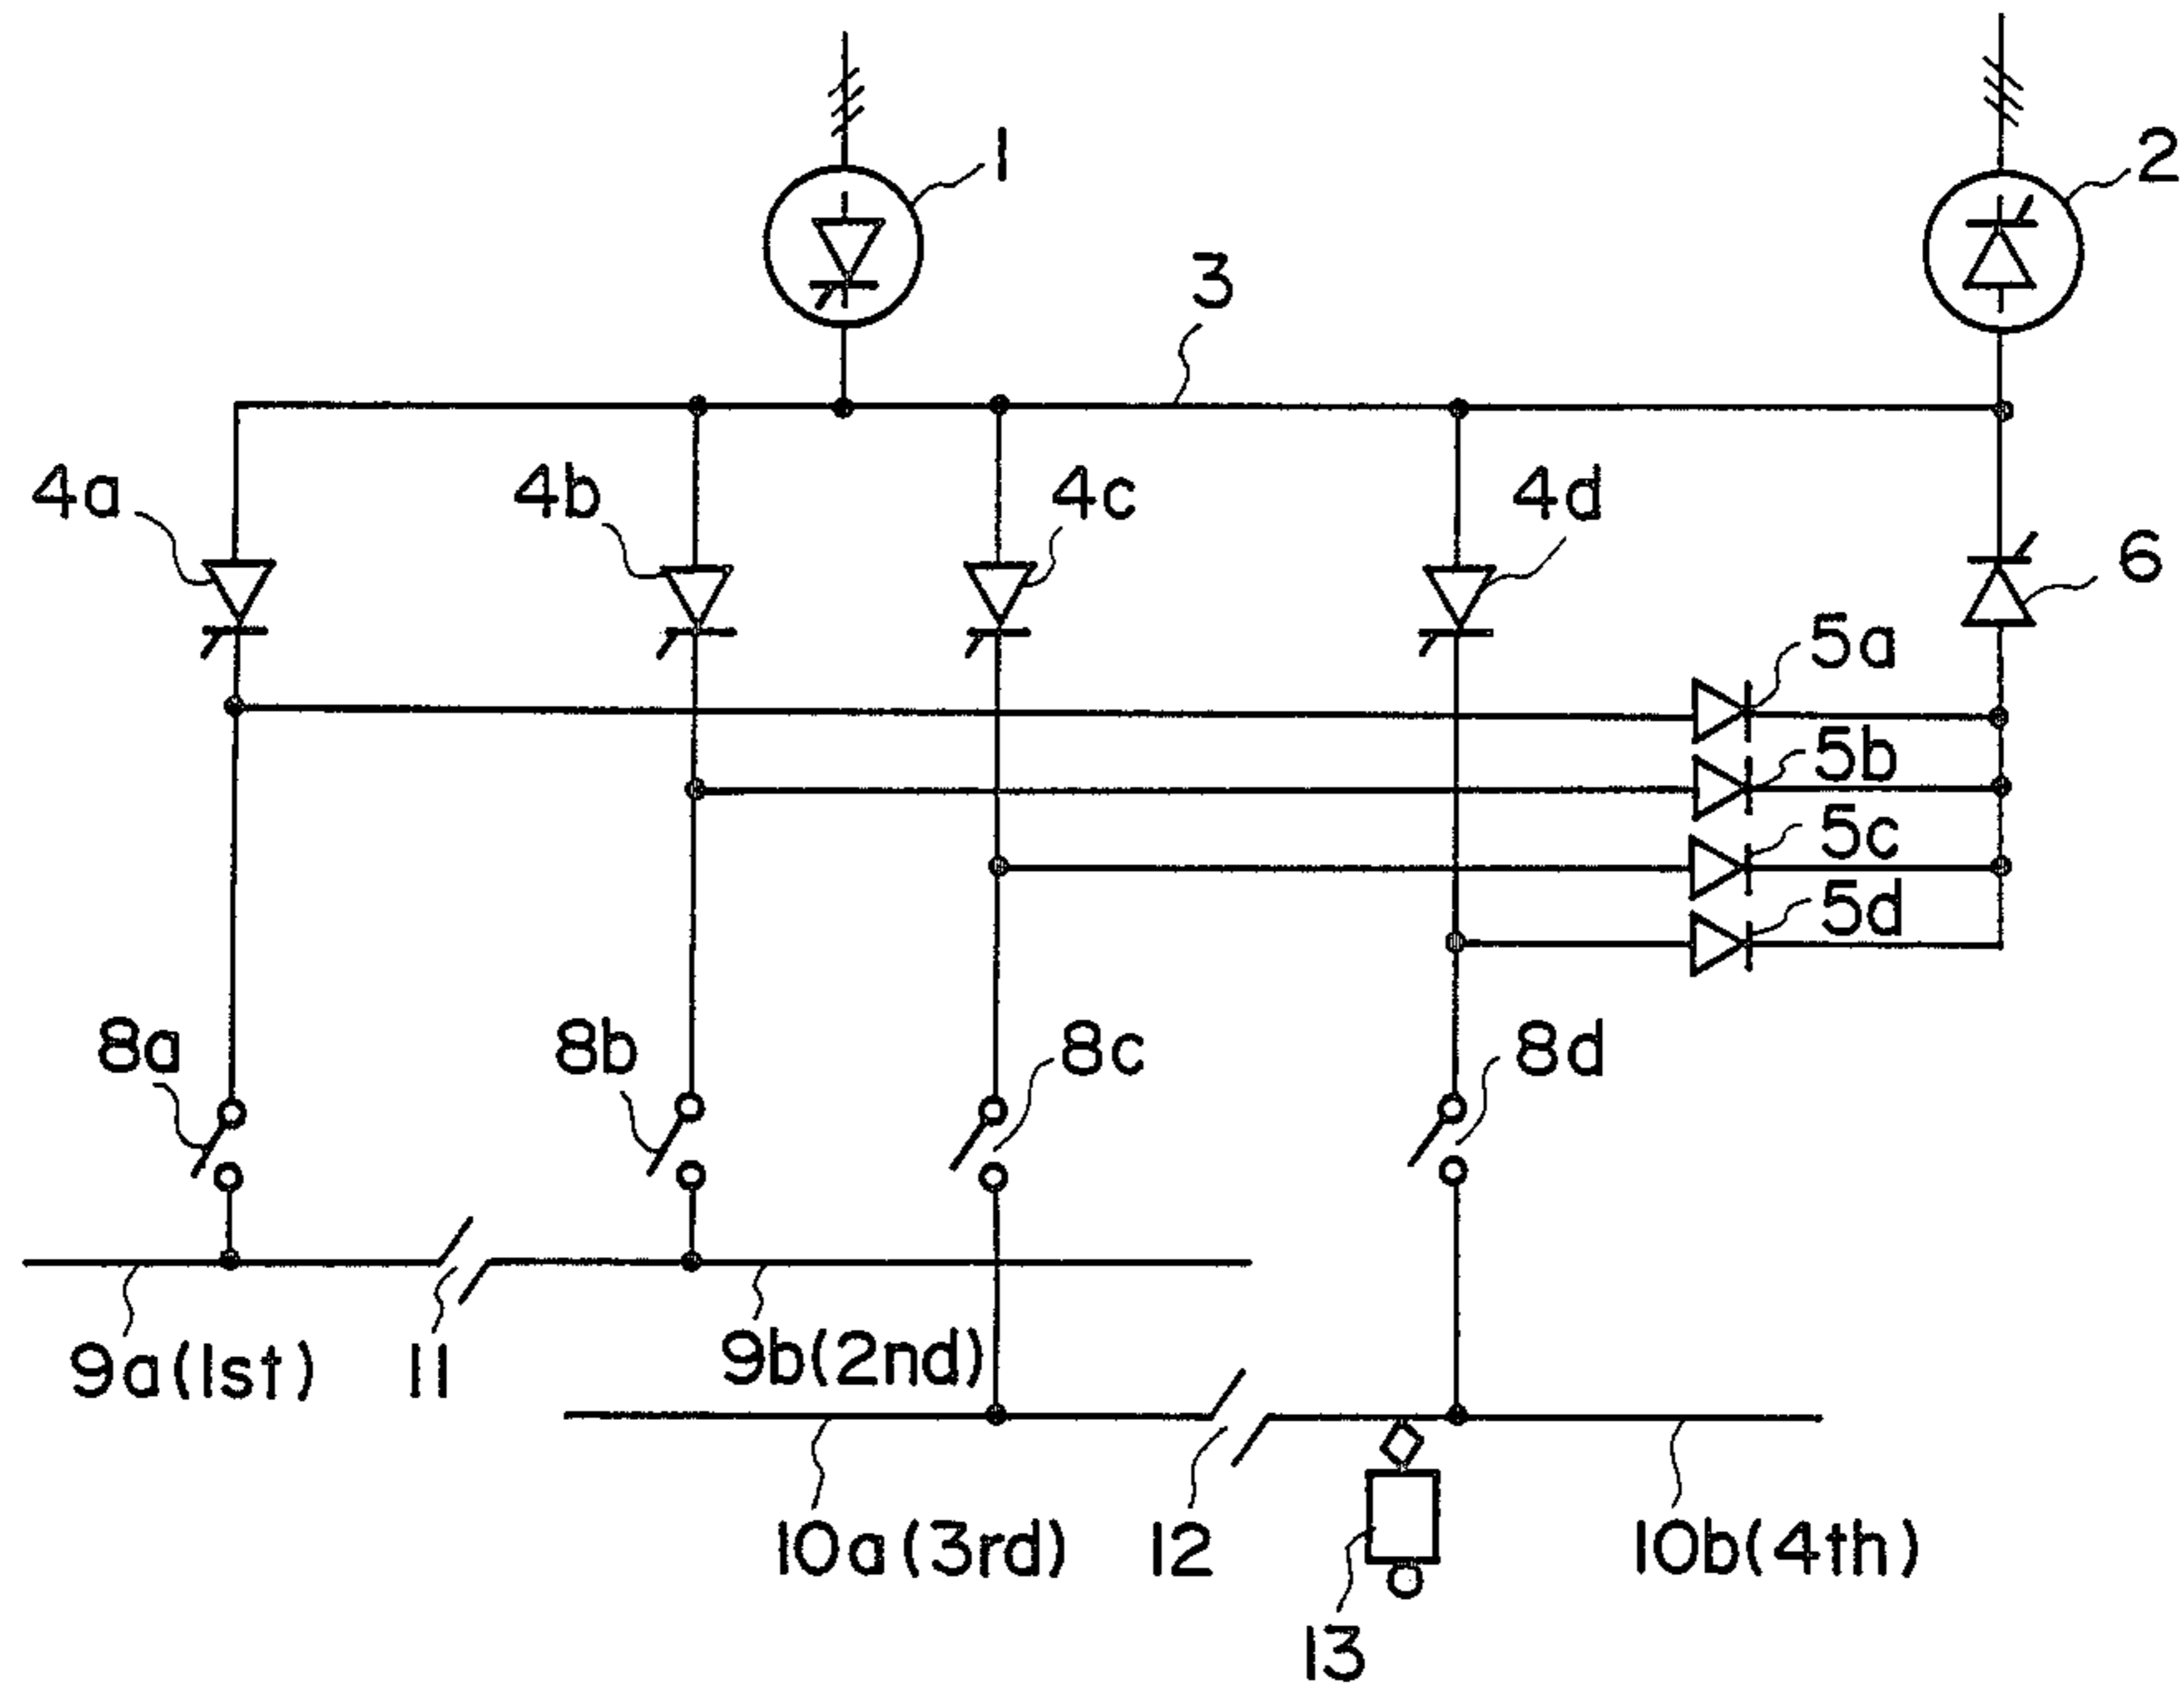 1
2
3
4a
4b
4c
4d
6
5a
5b
5c
5d
8a
8b
8c
8d
9a(1st)
11
9b(2nd)
10a(3rd)
12
10b(4th)
13